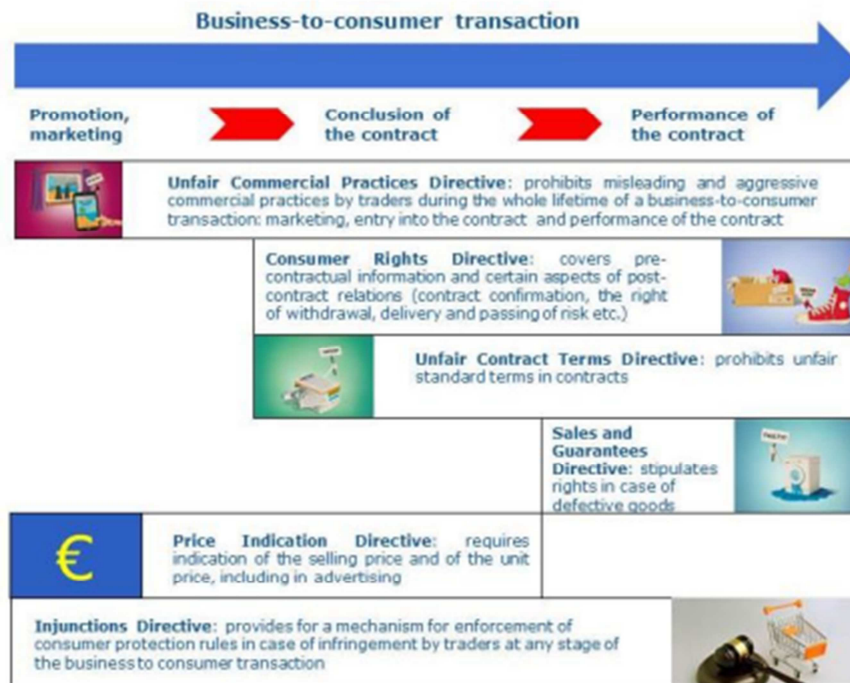 Business-to-consumer transaction
Promotion,
marketing
Conclusion of
the contract
Performance of
the contract
Unfair Commercial Practices Directive: prohibits misleading and aggressive
commercial practices by traders during the whole lifetime of a business-to-consumer
transaction: marketing, entry into the contract and performance of the contract
Consumer Rights Directive: covers pre-
contractual information and certain aspects of post-
contract relations (contract confirmation, the right
of withdrawal, delivery and passing of risk etc.)
Unfair Contract Terms Directive: prohibits unfair
standard terms in contracts
Sales and
Guarantees
Directive: stipulates
rights in case of
defective goods
€
Price Indication Directive: requires
indication of the selling price and of the unit
price, including in advertising
Injunctions Directive: provides for a mechanism for enforcement of
consumer protection rules in case of infringement by traders at any stage of
the business to consumer transaction